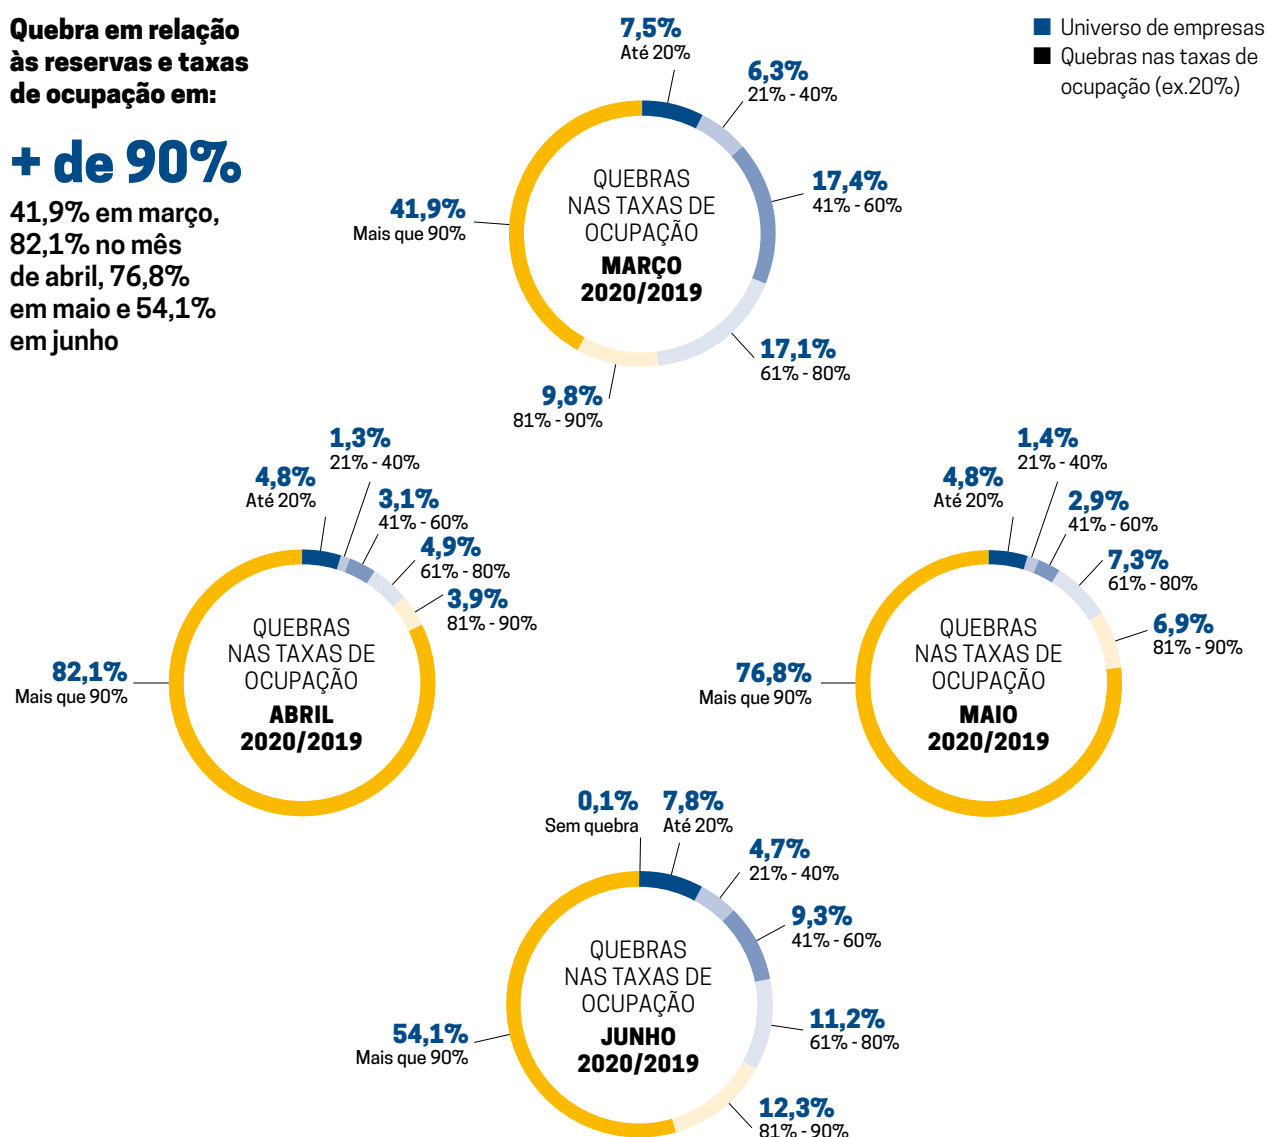 Quebra em relação
às reservas e taxas
de ocupação em:
+ de 90%
41,9% em março,
82,1% no mês
de abril, 76,8%
em maio e 54,1%
em junho
Universo de empresas
Quebras nas taxas de
ocupação (ex.20%)
7,5%
Até 20%
6,3%
21% - 40%
17,4%
41% - 60%
17,1%
61% - 80%
9,8%
81% - 90%
41,9%
Mais que 90%
QUEBRAS
NAS TAXAS DE
OCUPAÇÃO
MARÇO
2020/2019
4,8%
Até 20%
1,3%
21% - 40%
3,1%
41% - 60%
4,9%
61% - 80%
3,9%
81% - 90%
82,1%
Mais que 90%
QUEBRAS
NAS TAXAS DE
OCUPAÇÃO
ABRIL
2020/2019
4,8%
Até 20%
1,4%
21% - 40%
2,9%
41% - 60%
7,3%
61% - 80%
6,9%
81% - 90%
76,8%
Mais que 90%
QUEBRAS
NAS TAXAS DE
OCUPAÇÃO
MAIO
2020/2019
0,1%
Sem quebra
7,8%
Até 20%
4,7%
21% - 40%
9,3%
41% - 60%
11,2%
61% - 80%
12,3%
81% - 90%
54,1%
Mais que 90%
QUEBRAS
NAS TAXAS DE
OCUPAÇÃO
JUNHO
2020/2019